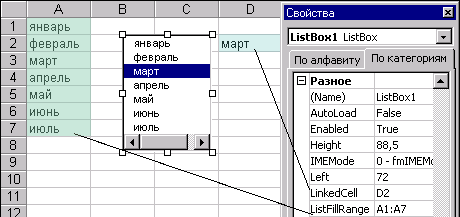 Свойства
A B C D
ListBox1 ListBox
По алфавиту По категориям
Разное
(Name) ListBox1
AutoLoad False
Enabled True
Height 88,5
IMEMode 0 - fmIMEMode
Left 72
LinkedCell D2
ListFillRange A1:A7
1 январь
2 февраль
3 март
4 апрель
5 май
6 июнь
7 июль
8
9
10
11
12
январь
февраль
март
апрель
май
июнь
июль
март